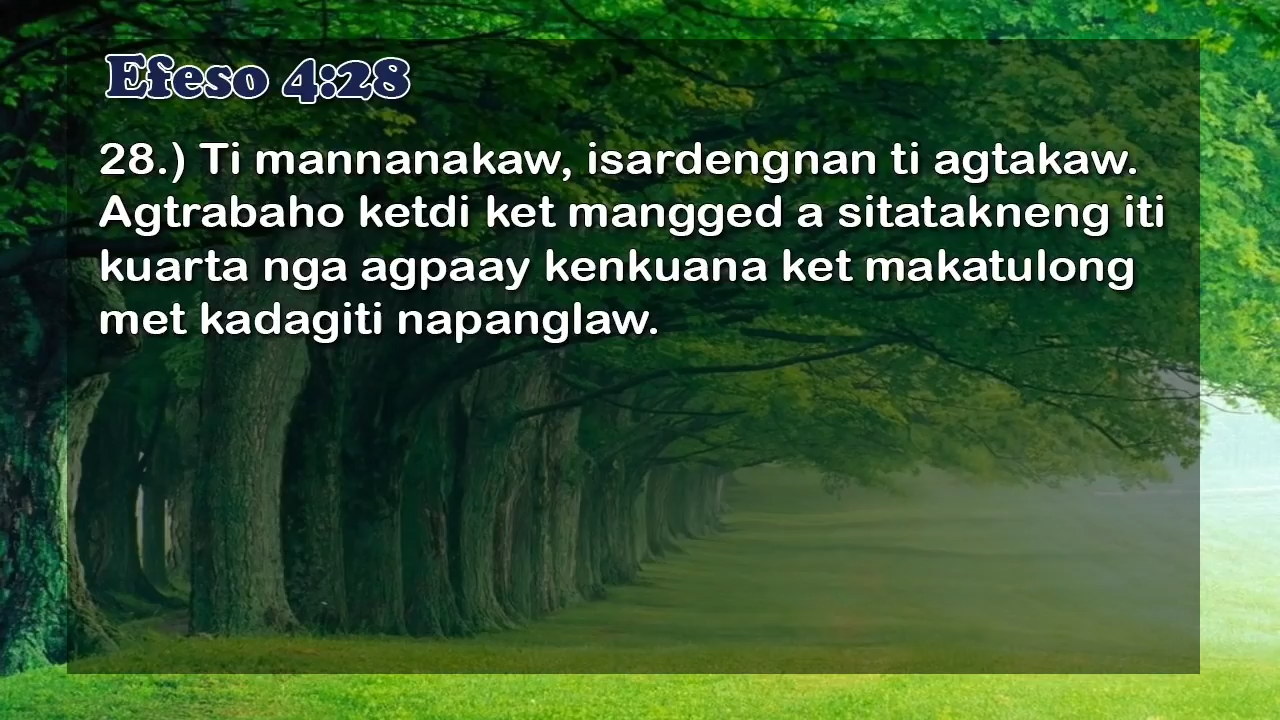 Efeso 4:28
28.) Ti mannanakaw, isardengnan ti agtakaw.
Agtrabaho ketdi ket mangged a sitatakneng iti
kuarta nga agpaay kenkuana ket makatulong
met kadagiti napanglaw.